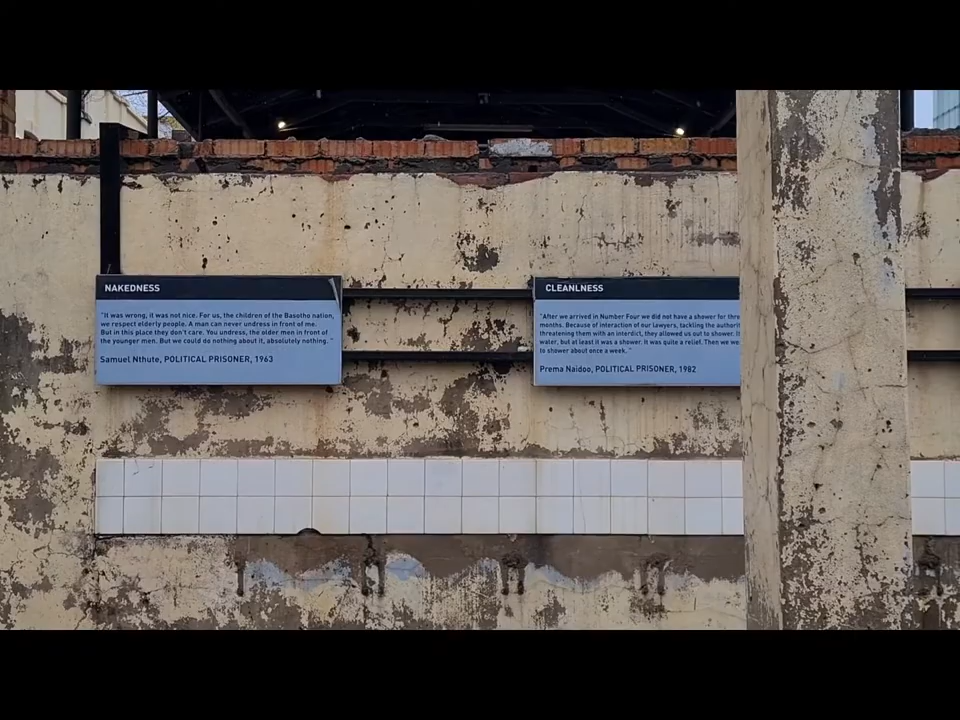 NAKEDNESS
"It was wrong, it was not nice. For us, the children of the Basotho nation,
we respect elderly people. A man can never undress in front of me.
But in this place they don't care. You undress, the older men in front of
the younger men. But we could do nothing about it, absolutely nothing."
Samuel Nthute, POLITICAL PRISONER, 1963
CLEANLNESS
"After we arrived in Number Four we did not have a shower for thre
months. Because of interaction of our lawyers, tackling the authorit
threatening them with an interdict, they allowed us out to shower. It
water, but at least it was a shower. It was quite a relief. Then we we
to shower about once a week."
Prema Naidoo, POLITICAL PRISONER, 1982